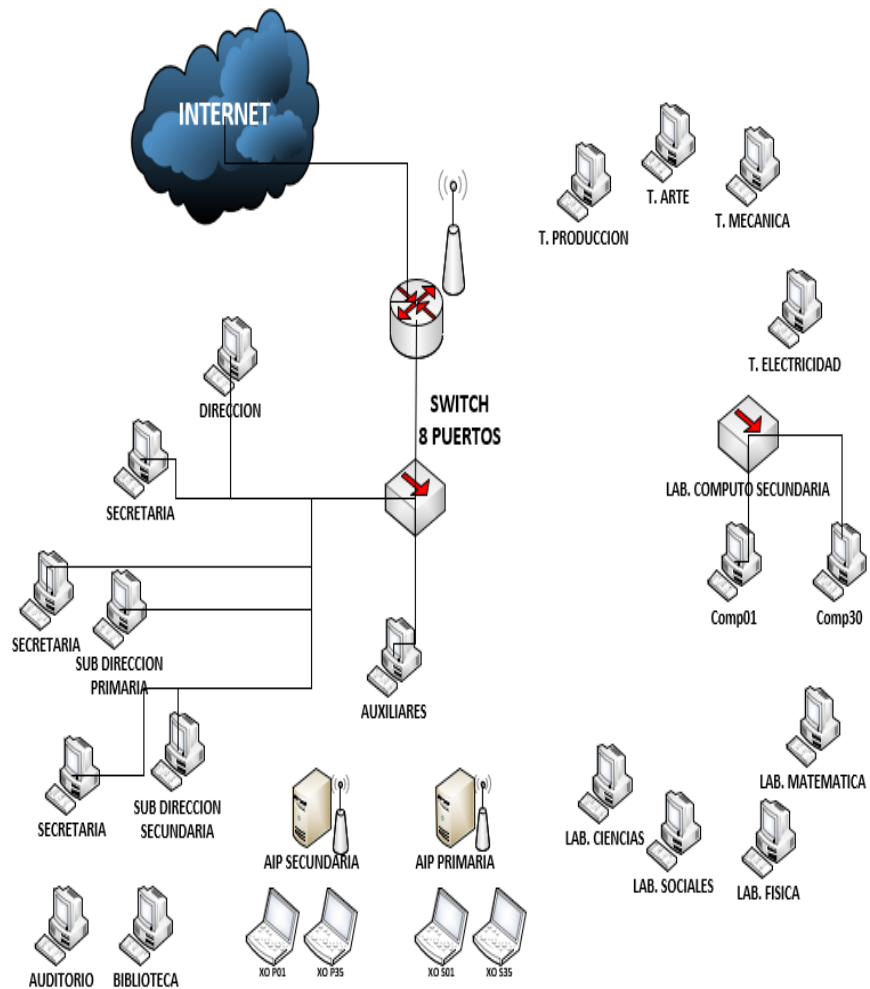 INTERNET
T. ARTE
T. MECANICA
T. PRODUCCION
T. ELECTRICIDAD
DIRECCION
SWITCH
8 PUERTOS
SECRETARIA
LAB. COMPUTO SECUNDARIA
Comp01
Comp30
SECRETARIA
SUB DIRECCION
PRIMARIA
AUXILIARES
SECRETARIA
SUB DIRECCION
SECUNDARIA
LAB. MATEMATICA
LAB. CIENCIAS
LAB. SOCIALES
LAB. FISICA
AIP SECUNDARIA
AIP PRIMARIA
AUDITORIO
BIBLIOTECA
XO P01
XO P35
XO S01
XO S35